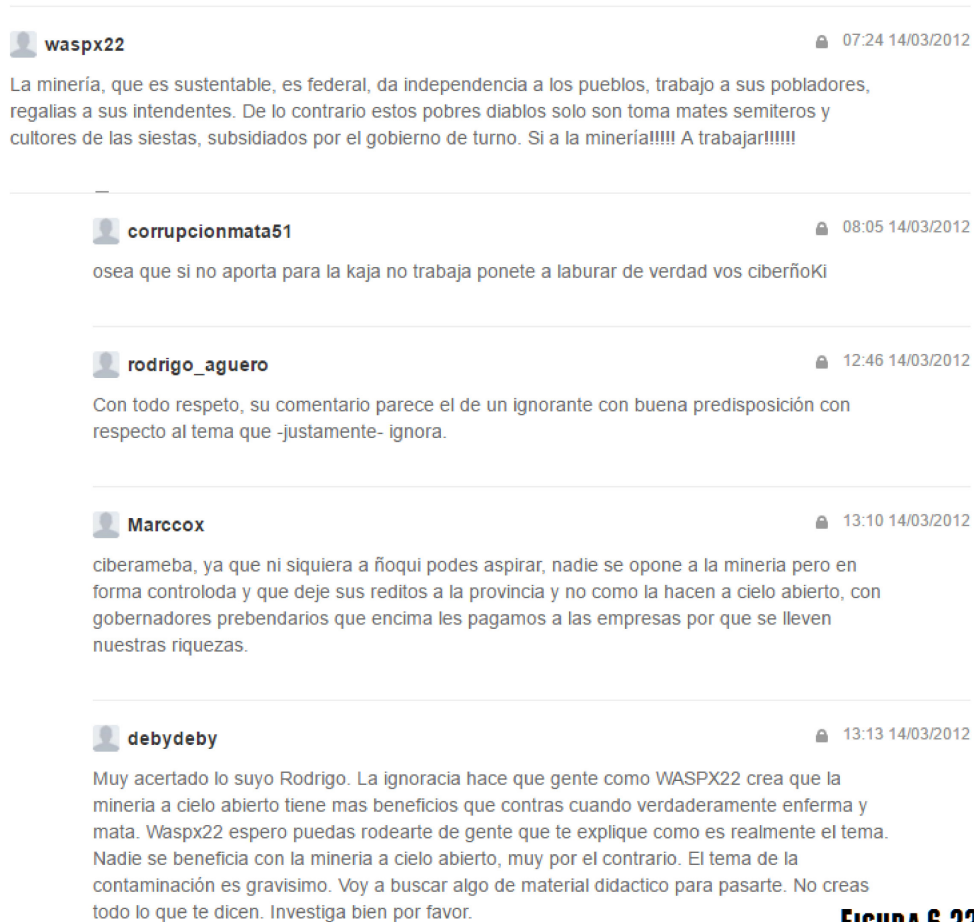 waspx22
07:24 14/03/2012
La minería, que es sustentable, es federal, da independencia a los pueblos, trabajo a sus pobladores,
regalias a sus intendentes. De lo contrario estos pobres diablos solo son toma mates semiteros y
cultores de las siestas, subsidiados por el gobierno de turno. Si a la minería!!!!! A trabajar!!!!!!
corrupcionmata51
08:05 14/03/2012
osea que si no aporta para la kaja no trabaja ponete a laburar de verdad vos ciberñoKi
rodrigo_aguero
12:46 14/03/2012
Con todo respeto, su comentario parece el de un ignorante con buena predisposición con
respecto al tema que -justamente- ignora.
Marccox
13:10 14/03/2012
ciberameba, ya que ni siquiera a ñoqui podes aspirar, nadie se opone a la mineria pero en
forma controloda y que deje sus reditos a la provincia y no como la hacen a cielo abierto, con
gobernadores prebendarios que encima les pagamos a las empresas por que se lleven
nuestras riquezas.
debydeby
13:13 14/03/2012
Muy acertado lo suyo Rodrigo. La ignoracia hace que gente como WASPX22 crea que la
mineria a cielo abierto tiene mas beneficios que contras cuando verdaderamente enferma y
mata. Waspx22 espero puedas rodearte de gente que te explique como es realmente el tema.
Nadie se beneficia con la mineria a cielo abierto, muy por el contrario. El tema de la
contaminación es gravisimo. Voy a buscar algo de material didactico para pasarte. No creas
todo lo que te dicen. Investiga bien por favor.